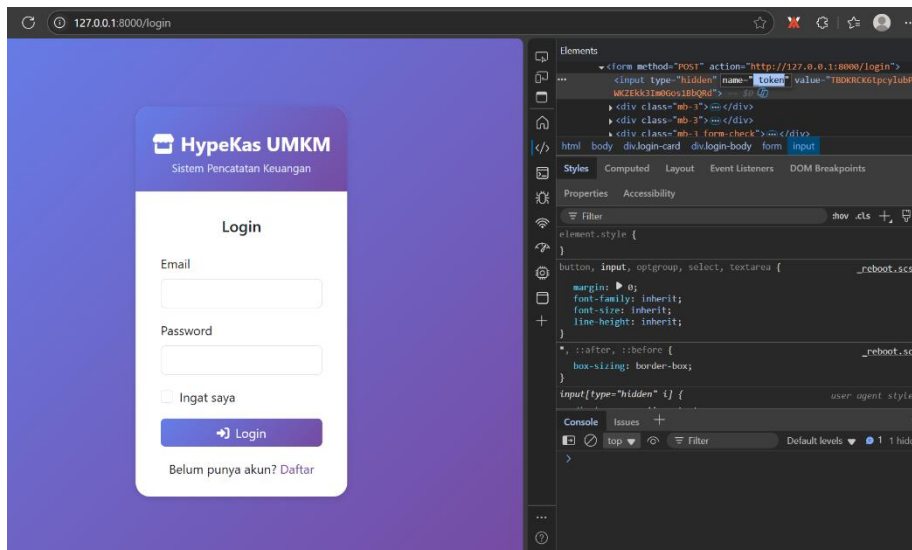 127.0.0.1:8000/login
HypeKas UMKM
Sistem Pencatatan Keuangan
Login
Email
Password
Ingat saya
Login
Belum punya akun? Daftar
Elements
<form method="POST" action="http://127.0.0.1:8000/login">
<input type="hidden" name="_token" value=
== $0
<div class="mb-3"> </div>
<div class="mb-3"> </div>
<div class="mb-3 form-check"> </div>
html body div.login-card div.login-body form input
Styles Computed Layout Event Listeners DOM Breakpoints
Properties Accessibility
Filter :hov .cls
element.style {
}
button, input, optgroup, select, textarea { _reboot.scs
margin: 0;
font-family: inherit;
font-size: inherit;
line-height: inherit;
}
*, ::after, ::before { _reboot.sc
box-sizing: border-box;
}
input[type="hidden" i] { user agent style
Console Issues
top Filter Default levels 1 1 hidd